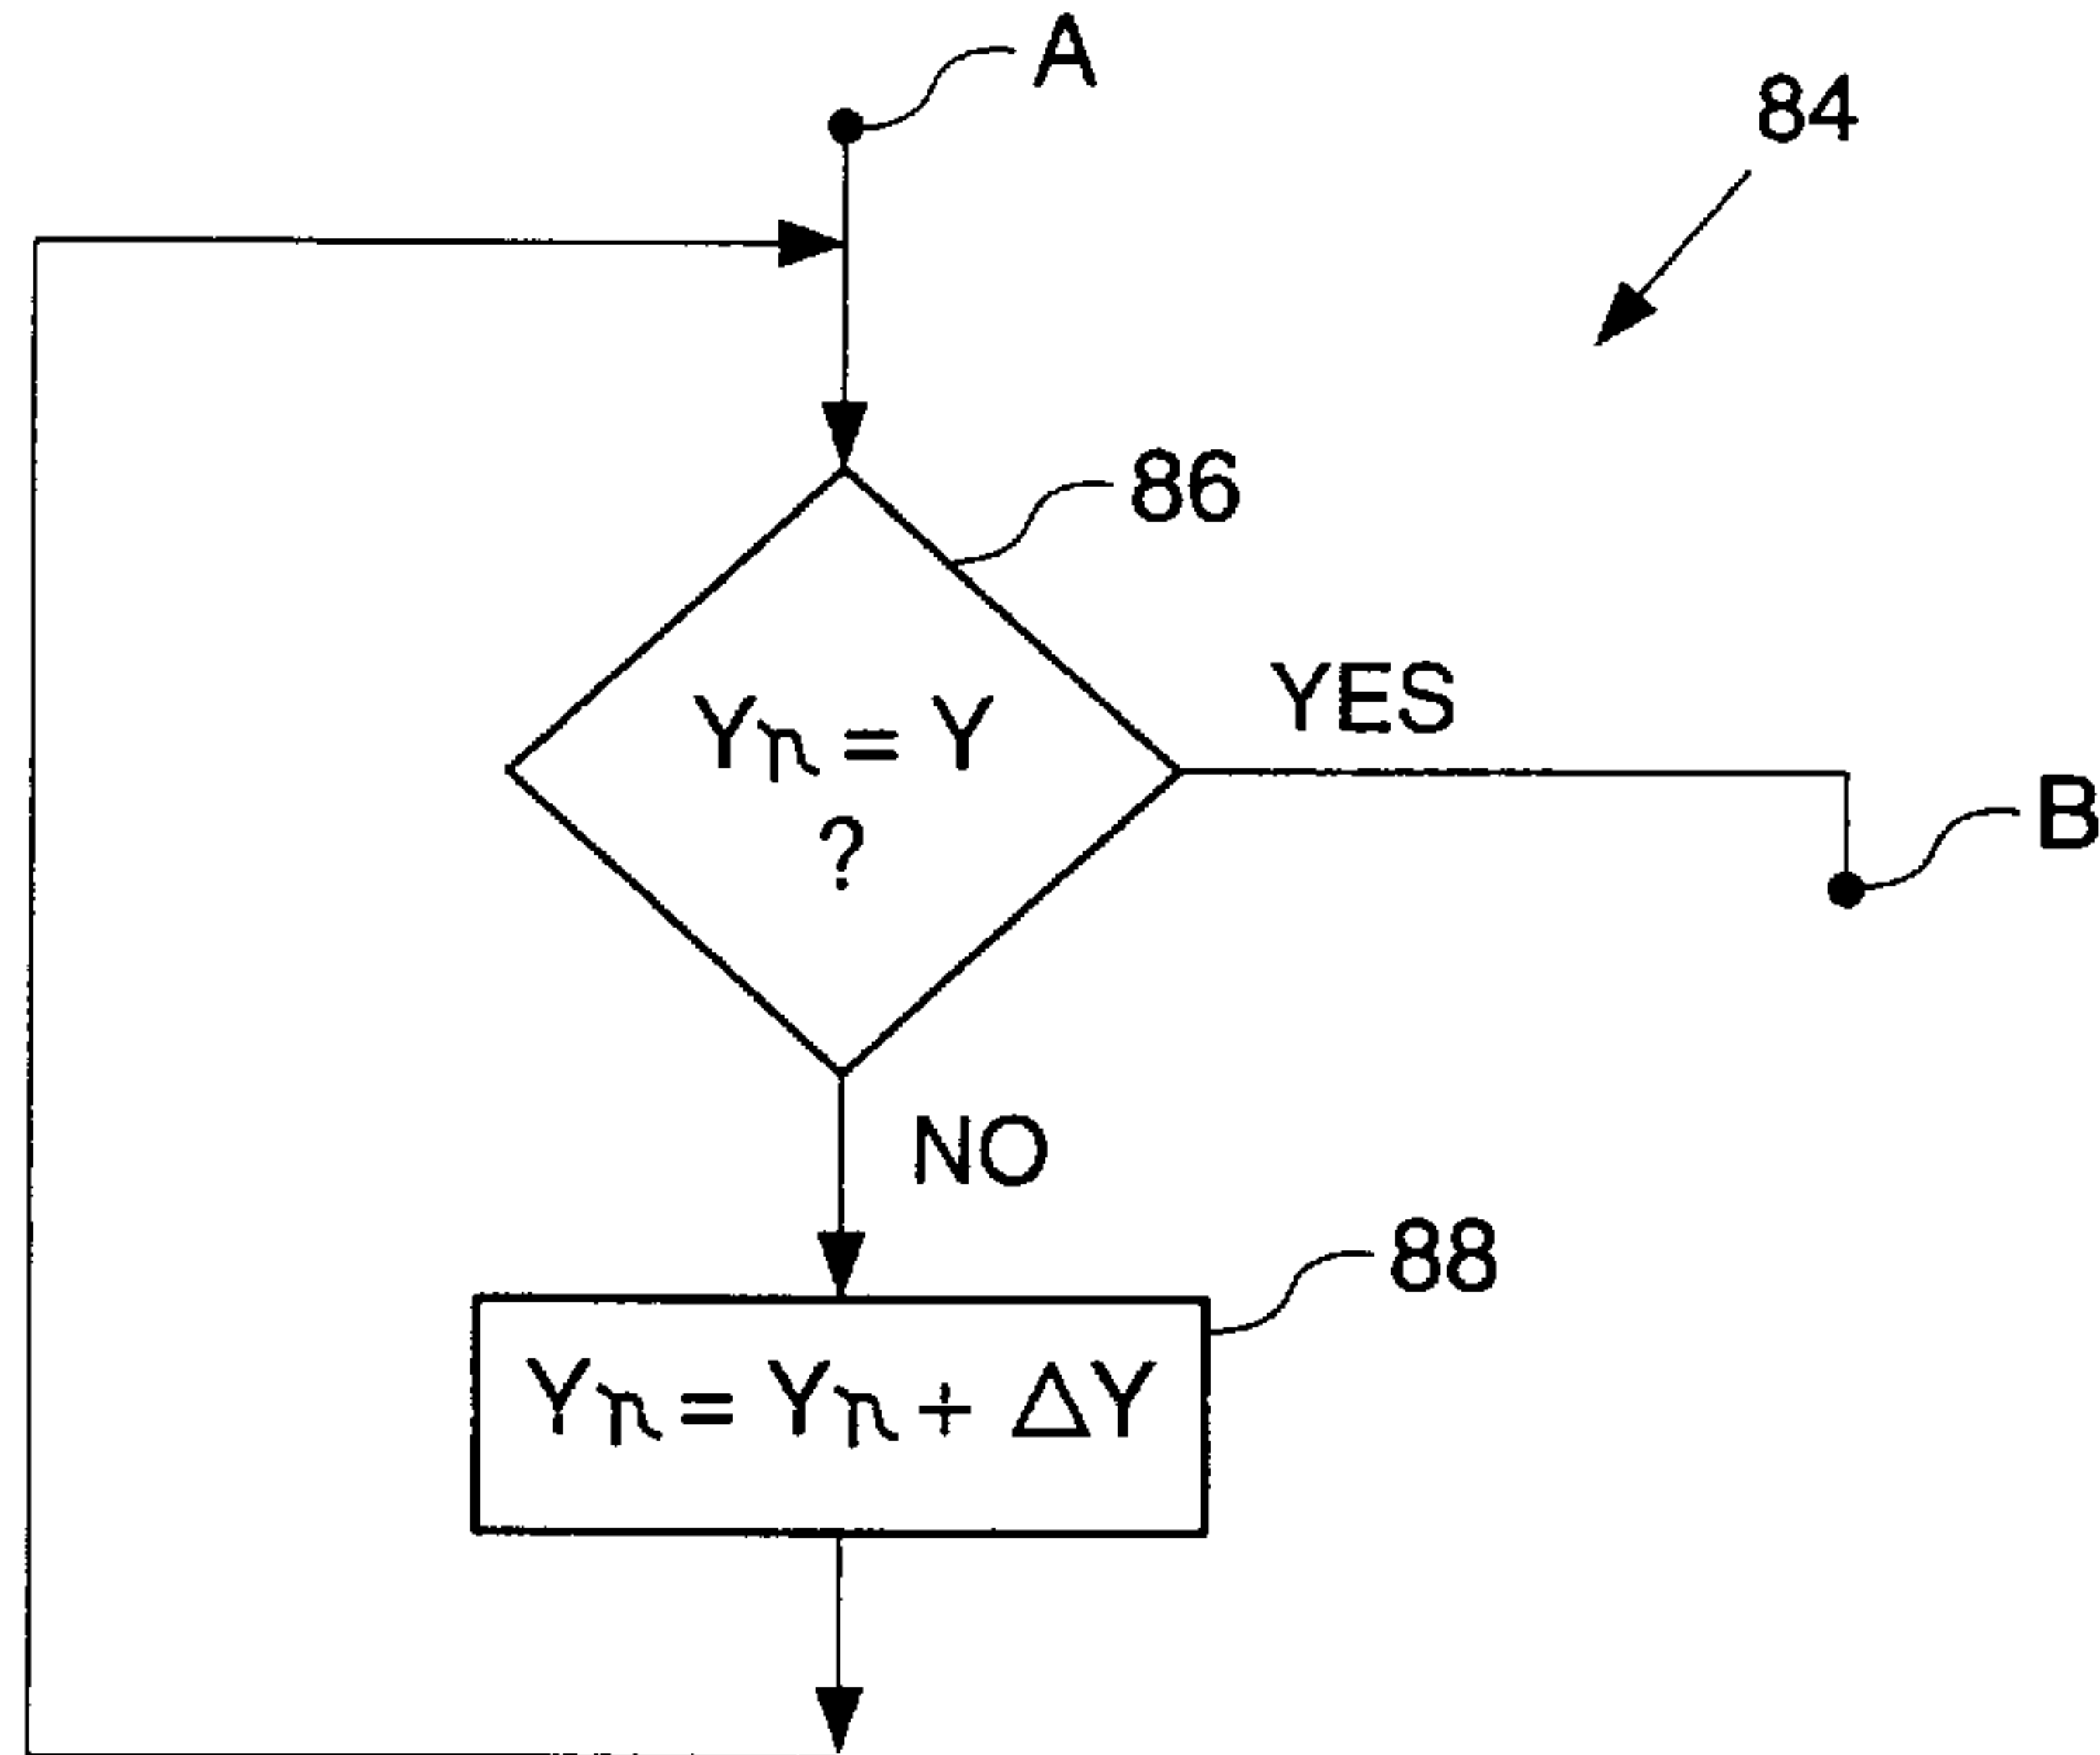 A
84
86
Yn = Y
?
YES
B
NO
88
Yn = Yn + ΔY